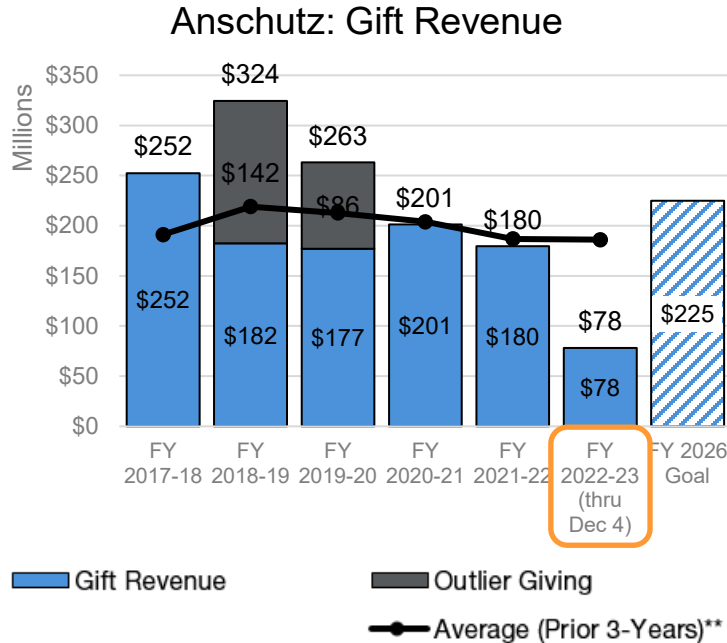 Anschutz: Gift Revenue
Millions
$350
$300
$250
$200
$150
$100
$50
$0
$252
$324
$263
$201
$180
$78
$142
$86
$252
$182
$177
$201
$180
$78
$225
FY
2017-18
FY
2018-19
FY
2019-20
FY
2020-21
FY
2021-22
FY
2022-23
(thru
Dec 4)
FY 2026
Goal
Gift Revenue
Outlier Giving
Average (Prior 3-Years)**